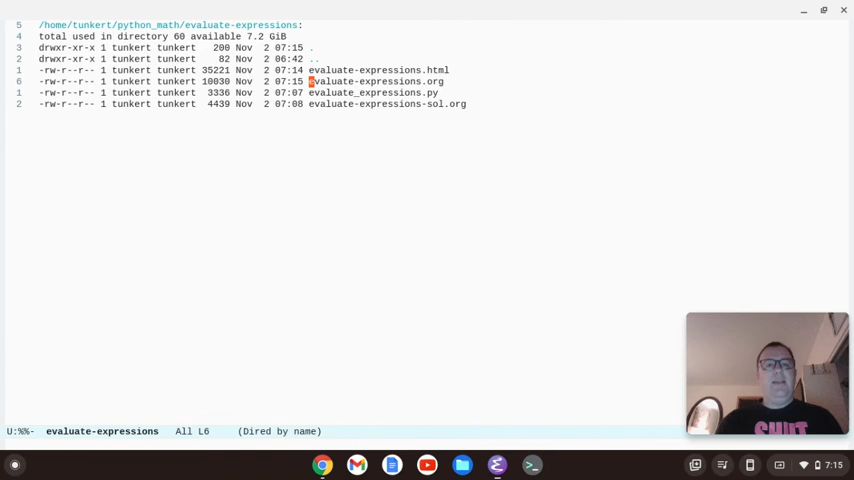 5 /home/tunkert/python_math/evaluate-expressions:
4 total used in directory 60 available 7.2 GiB
3 drwxr-xr-x 1 tunkert tunkert 200 Nov 2 07:15 .
2 drwxr-xr-x 1 tunkert tunkert 82 Nov 2 06:42 ..
1 -rw-r--r-- 1 tunkert tunkert 35221 Nov 2 07:14 evaluate-expressions.html
6 -rw-r--r-- 1 tunkert tunkert 10030 Nov 2 07:15 evaluate-expressions.org
1 -rw-r--r-- 1 tunkert tunkert 3336 Nov 2 07:07 evaluate_expressions.py
2 -rw-r--r-- 1 tunkert tunkert 4439 Nov 2 07:08 evaluate-expressions-sol.org
SHUT
U:%%- evaluate-expressions All L6 (Dired by name)
7:15